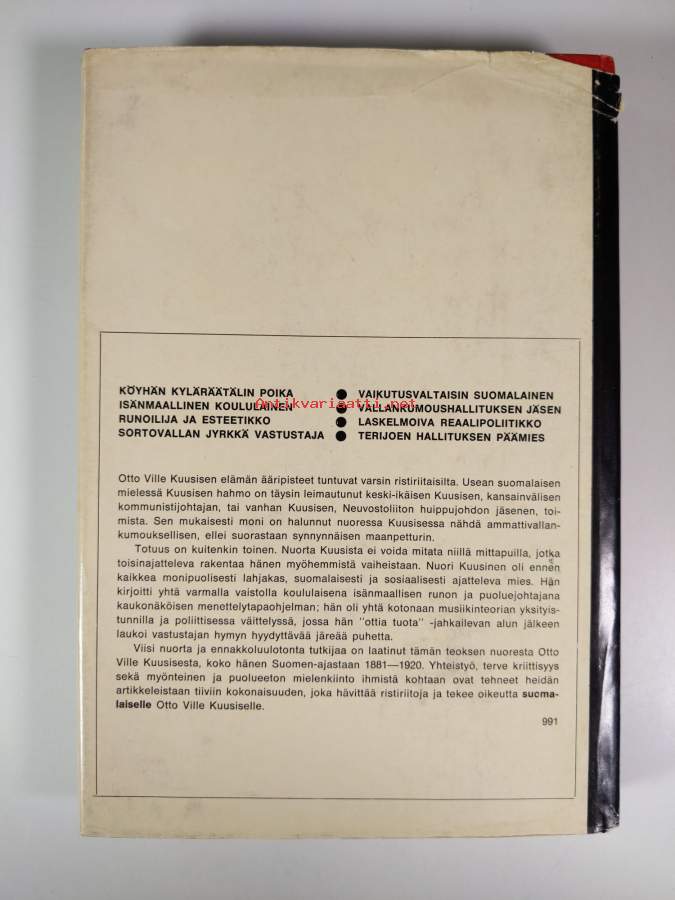 KÖYHÄN KYLÄRÄÄTÄLIN POIKA ● VAIKUTUSVALTAISIN SUOMALAINEN
ISÄNMAALLINEN KOULULAINEN ● VALLANKUMOUSHALLITUKSEN JÄSEN
Antikvariaatti.net
RUNOILIJA JA ESTEETIKKO ● LASKELMOIVA REAALIPOLIITIKKO
SORTOVALLAN JYRKKÄ VASTUSTAJA ● TERIJOEN HALLITUKSEN PÄÄMIES
Otto Ville Kuusisen elämän ääripisteet tuntuvat varsin ristiriitaisilta. Usean suomalaisen
mielessä Kuusisen hahmo on täysin leimautunut keski-ikäisen Kuusisen, kansainvälisen
kommunistijohtajan, tai vanhan Kuusisen, Neuvostoliiton huippujohdon jäsenen, toi-
mista. Sen mukaisesti moni on halunnut nuoressa Kuusisessa nähdä ammattivallan-
kumouksellisen, ellei suorastaan synnynnäisen maanpetturin.
Totuus on kuitenkin toinen. Nuorta Kuusista ei voida mitata niillä mittapuilla, jotka
toisinajatteleva rakentaa hänen myöhemmistä vaiheistaan. Nuori Kuusinen oli ennen
kaikkea monipuolisesti lahjakas, suomalaisesti ja sosiaalisesti ajatteleva mies. Hän
kirjoitti yhtä varmalla vaistolla koululaisena isänmaallisen runon ja puoluejohtajana
kaukonäköisen menettelytapaohjelman; hän oli yhtä kotonaan musiikinteorian yksityis-
tunnilla ja poliittisessa väittelyssä, jossa hän "ottia tuota" -jahkailevan alun jälkeen
laukoi vastustajan hymyn hyydyttävää järeää puhetta.
Viisi nuorta ja ennakkoluulotonta tutkijaa on laatinut tämän teoksen nuoresta Otto
Ville Kuusisesta, koko hänen Suomen-ajastaan 1881—1920. Yhteistyö, terve kriittisyys
sekä myönteinen ja puolueeton mielenkiinto ihmistä kohtaan ovat tehneet heidän
artikkeleistaan tiiviin kokonaisuuden, joka hävittää ristiriitoja ja tekee oikeutta suoma-
laiselle Otto Ville Kuusiselle.
991